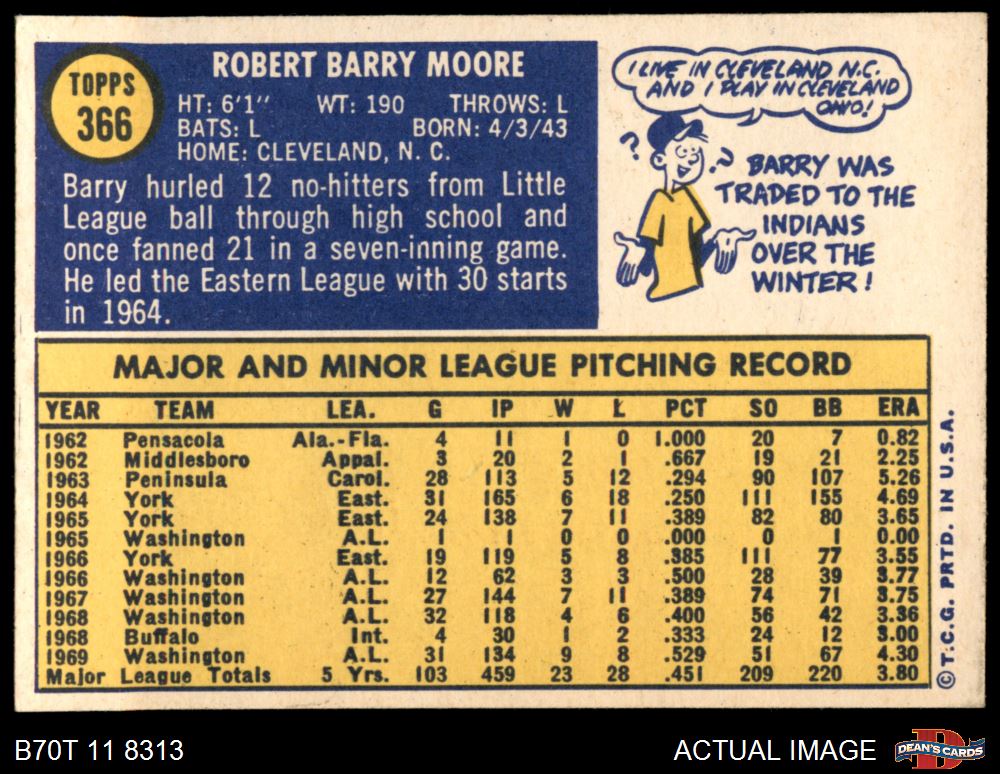 TOPPS
366
ROBERT BARRY MOORE
HT: 6'1" WT: 190 THROWS: L
BATS: L BORN: 4/3/43
HOME: CLEVELAND, N. C.
Barry hurled 12 no-hitters from Little
League ball through high school and
once fanned 21 in a seven-inning game.
He led the Eastern League with 30 starts
in 1964.
I LIVE IN CLEVELAND N.C.
AND I PLAY IN CLEVELAND
OHIO!
? ?
BARRY WAS
TRADED TO THE
INDIANS
OVER THE
WINTER!
MAJOR AND MINOR LEAGUE PITCHING RECORD
YEAR TEAM LEA. G IP W L PCT SO BB ERA
1962 Pensacola Ala.-Fla. 4 11 1 0 1.000 20 7 0.82
1962 Middlesboro Appal. 3 20 2 1 .667 19 21 2.25
1963 Peninsula Carol. 28 113 5 12 .294 90 107 5.26
1964 York East. 31 165 6 18 .250 111 155 4.69
1965 York East. 24 138 7 11 .389 82 80 3.65
1965 Washington A.L. 1 1 0 0 .000 0 1 0.00
1966 York East. 19 119 5 8 .385 111 77 3.55
1966 Washington A.L. 12 62 3 3 .500 28 39 3.77
1967 Washington A.L. 27 144 7 11 .389 74 71 3.75
1968 Washington A.L. 32 118 4 6 .400 56 42 3.36
1968 Buffalo Int. 4 30 1 2 .333 24 12 3.00
1969 Washington A.L. 31 134 9 8 .529 51 67 4.30
Major League Totals 5 Yrs. 103 459 23 28 .451 209 220 3.80
© T.C.G. PRTD. IN U.S.A.
B70T 11 8313
ACTUAL IMAGE
DEAN'S CARDS